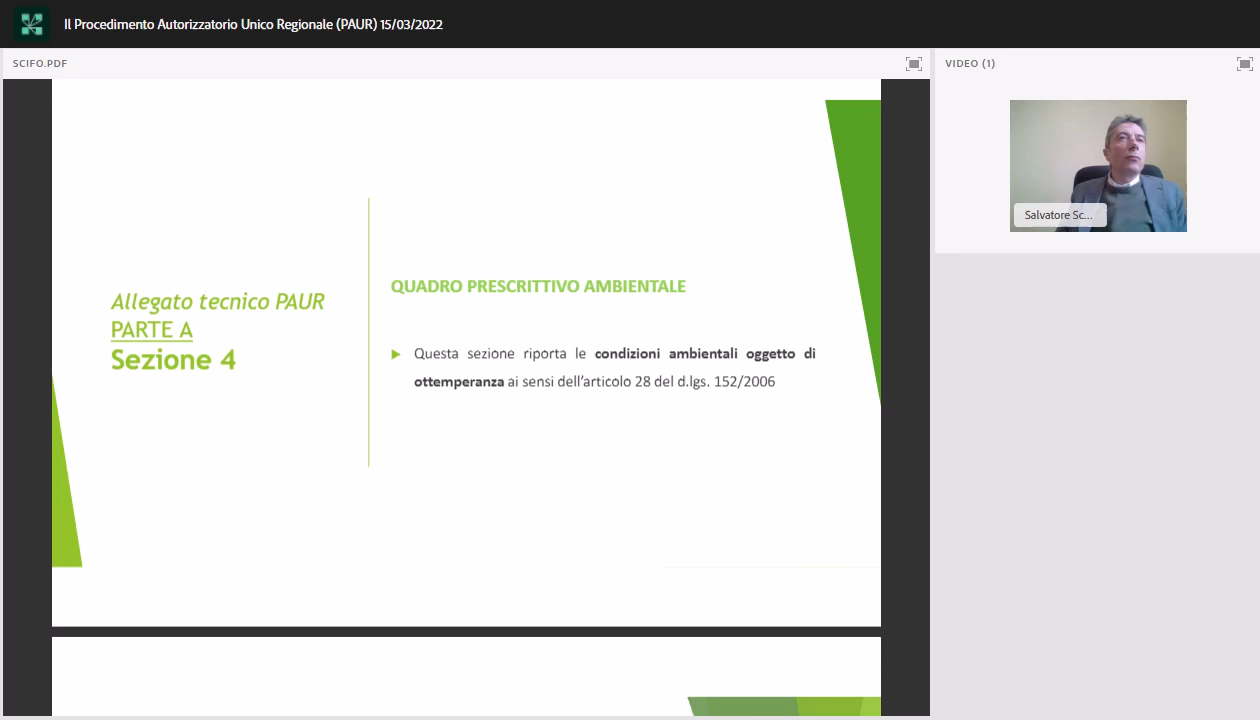 Il Procedimento Autorizzatorio Unico Regionale (PAUR) 15/03/2022
SCIFO.PDF
VIDEO (1)
Salvatore Sc...
Allegato tecnico PAUR
PARTE A
Sezione 4
QUADRO PRESCRITTIVO AMBIENTALE
Questa sezione riporta le condizioni ambientali oggetto di
ottemperanza ai sensi dell'articolo 28 del d.lgs. 152/2006